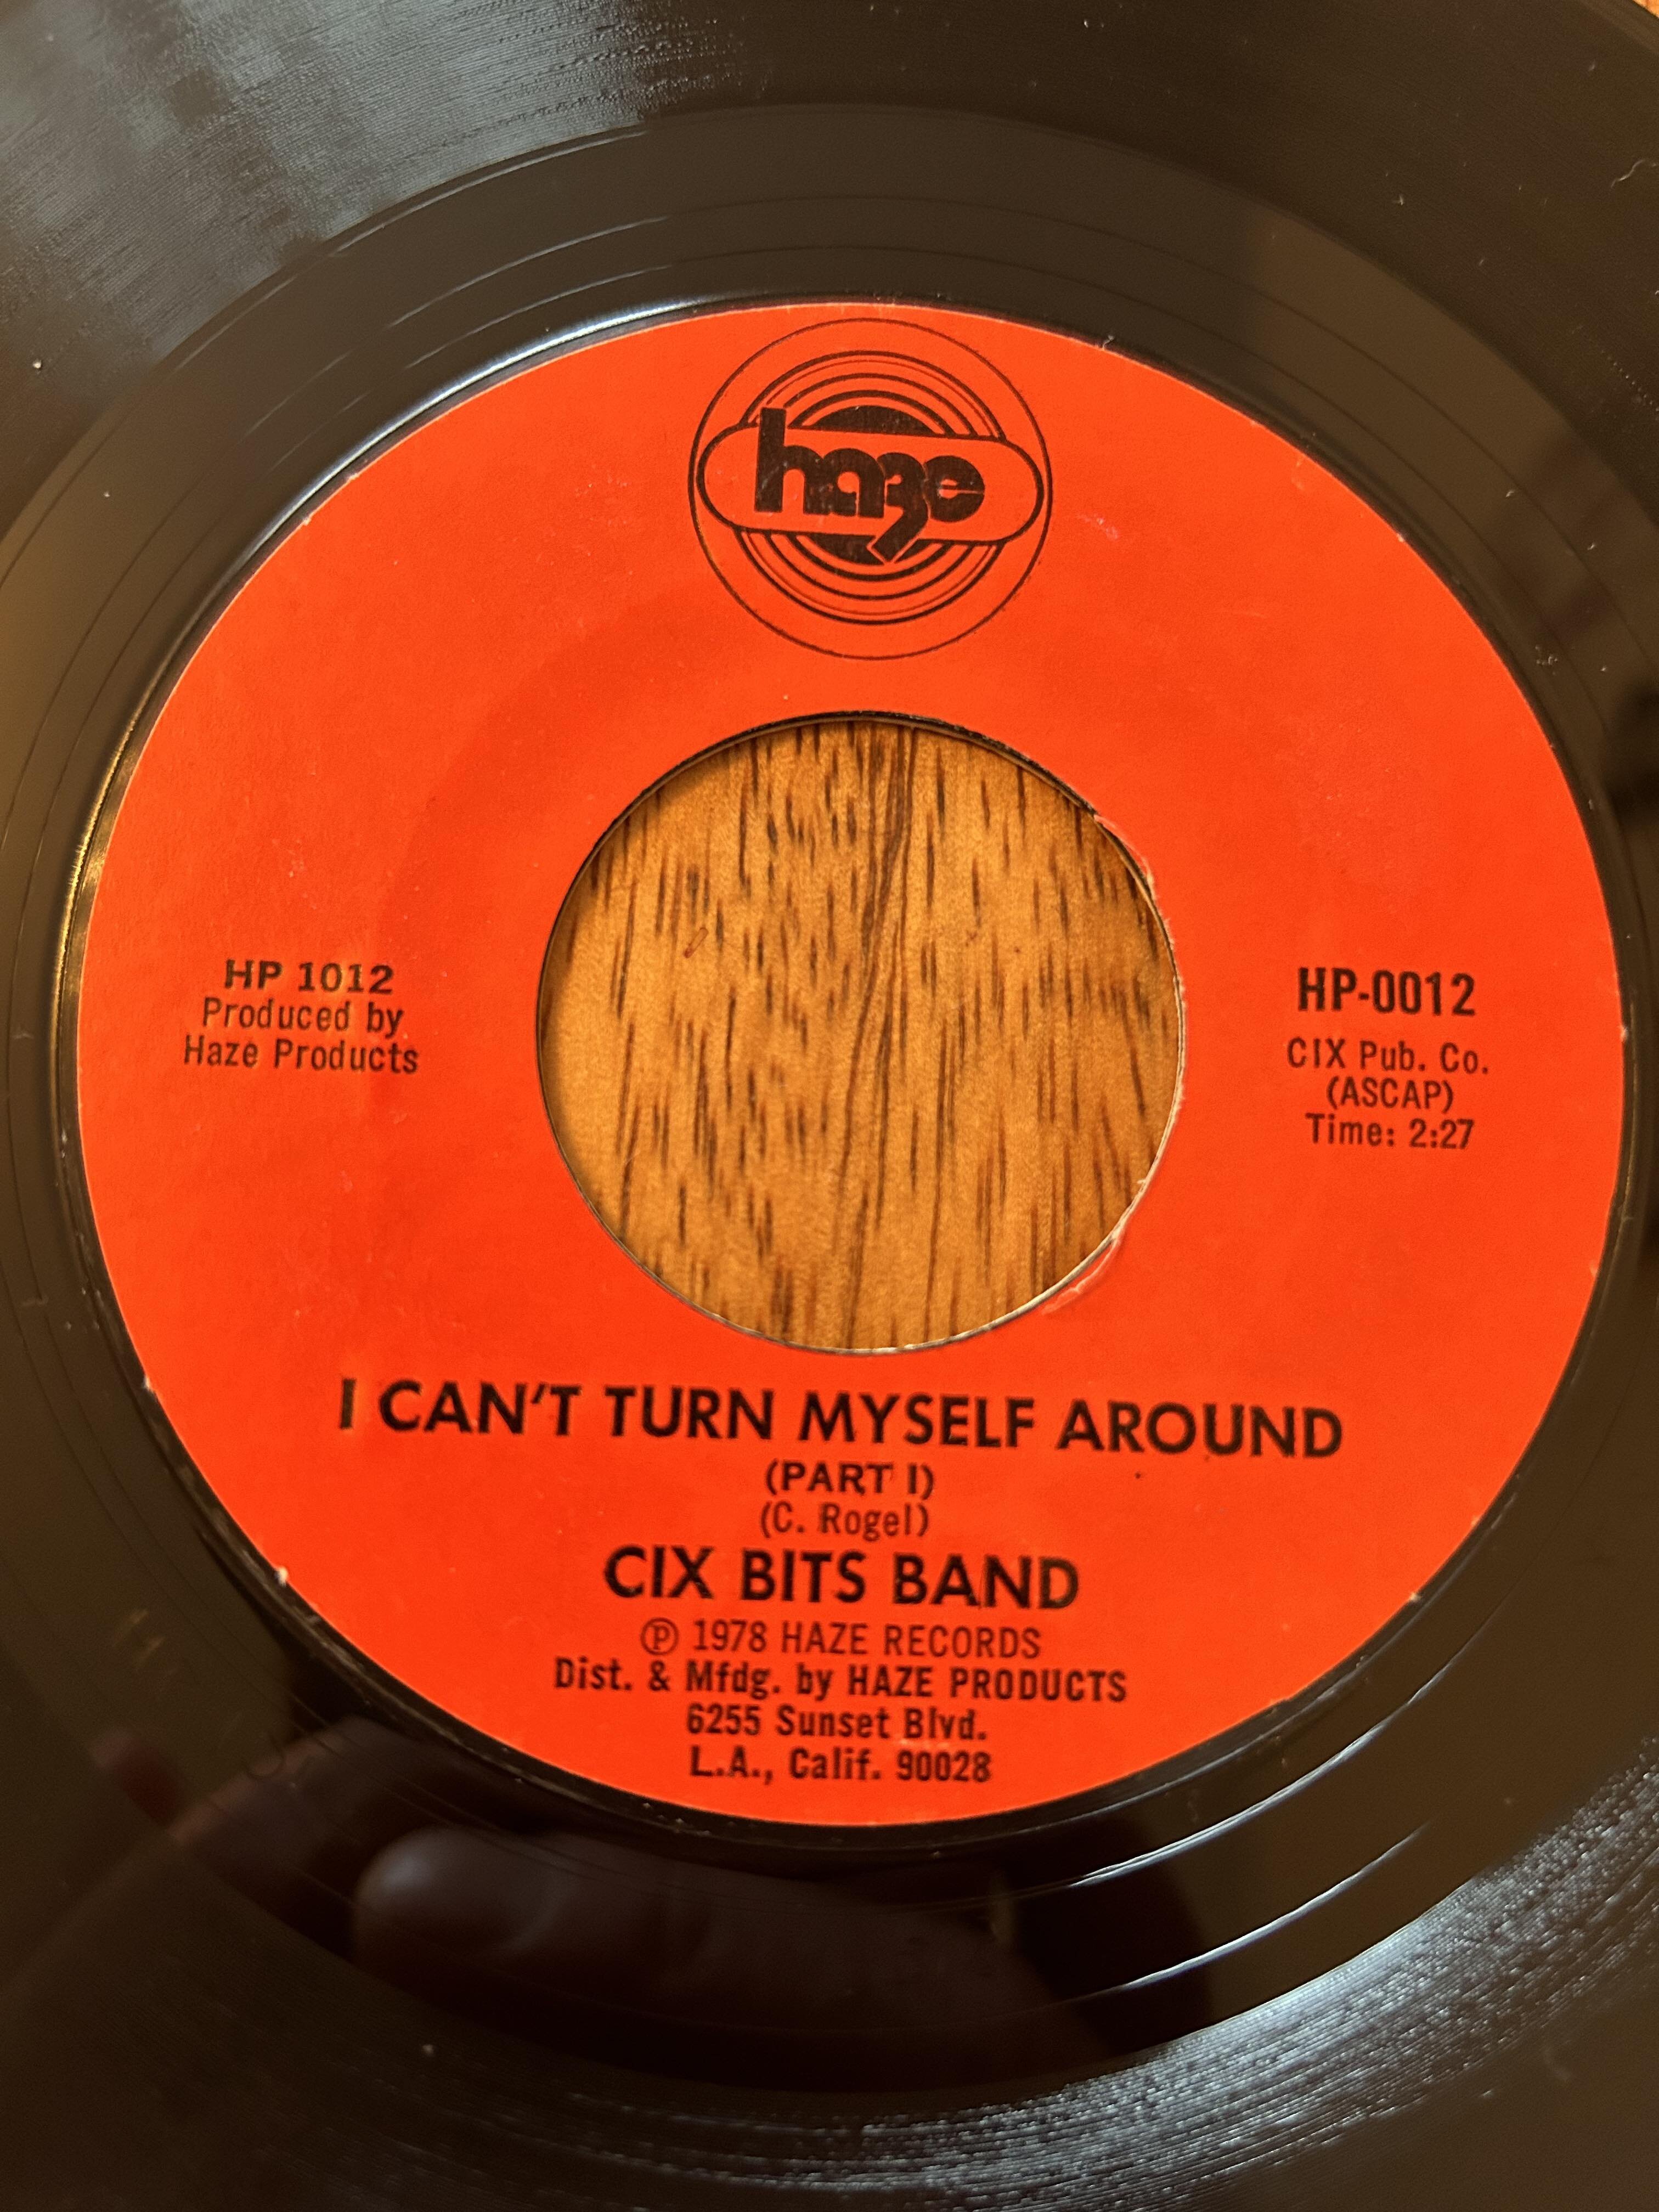 haze
HP 1012
Produced by
Haze Products
HP-0012
CIX Pub. Co.
(ASCAP)
Time: 2:27
I CAN'T TURN MYSELF AROUND
(PART I)
(C. Rogel)
CIX BITS BAND
℗ 1978 HAZE RECORDS
Dist. & Mfdg. by HAZE PRODUCTS
6255 Sunset Blvd.
L.A., Calif. 90028